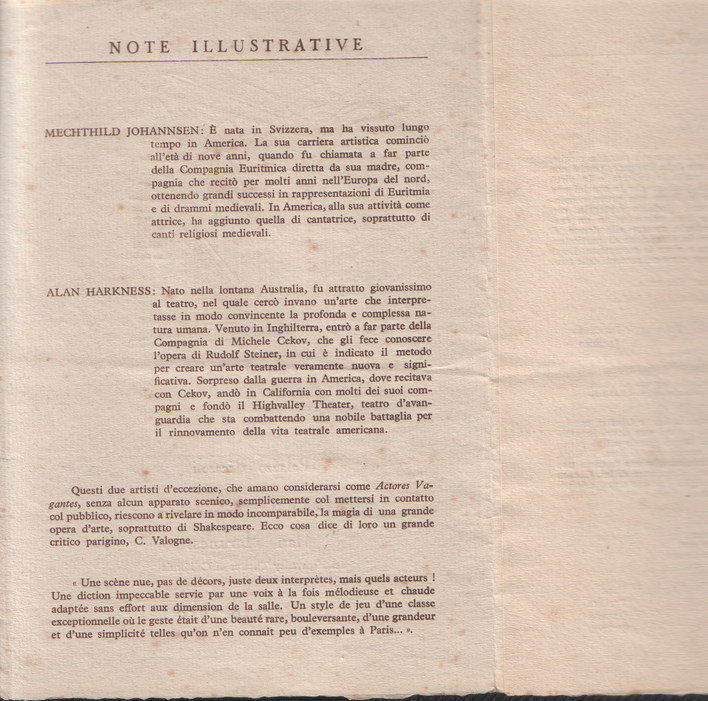 NOTE ILLUSTRATIVE
MECHTHILD JOHANNSEN: È nata in Svizzera, ma ha vissuto lungo
tempo in America. La sua carriera artistica cominciò
all'età di nove anni, quando fu chiamata a far parte
della Compagnia Euritmica diretta da sua madre, com-
pagnia che recitò per molti anni nell'Europa del nord,
ottenendo grandi successi in rappresentazioni di Euritmia
e di drammi medievali. In America, alla sua attività come
attrice, ha aggiunto quella di cantatrice, soprattutto di
canti religiosi medievali.
ALAN HARKNESS: Nato nella lontana Australia, fu attratto giovanissimo
al teatro, nel quale cercò invano un'arte che interpre-
tasse in modo convincente la profonda e complessa na-
tura umana. Venuto in Inghilterra, entrò a far parte della
Compagnia di Michele Cekov, che gli fece conoscere
l'opera di Rudolf Steiner, in cui è indicato il metodo
per creare un'arte teatrale veramente nuova e signi-
ficativa. Sorpreso dalla guerra in America, dove recitava
con Cekov, andò in California con molti dei suoi com-
pagni e fondò il Highvalley Theater, teatro d'avan-
guardia che sta combattendo una nobile battaglia per
il rinnovamento della vita teatrale americana.
Questi due artisti d'eccezione, che amano considerarsi come Actores Va-
gantes, senza alcun apparato scenico, semplicemente col mettersi in contatto
col pubblico, riescono a rivelare in modo incomparabile, la magia di una grande
opera d'arte, soprattutto di Shakespeare. Ecco cosa dice di loro un grande
critico parigino, C. Valogne.
« Une scène nue, pas de décors, juste deux interprètes, mais quels acteurs !
Une diction impeccable servie par une voix à la fois mélodieuse et chaude
adaptée sans effort aux dimension de la salle. Un style de jeu d'une classe
exceptionnelle où le geste était d'une beauté rare, bouleversante, d'une grandeur
et d'une simplicité telles qu'on n'en connait peu d'exemples à Paris... ».